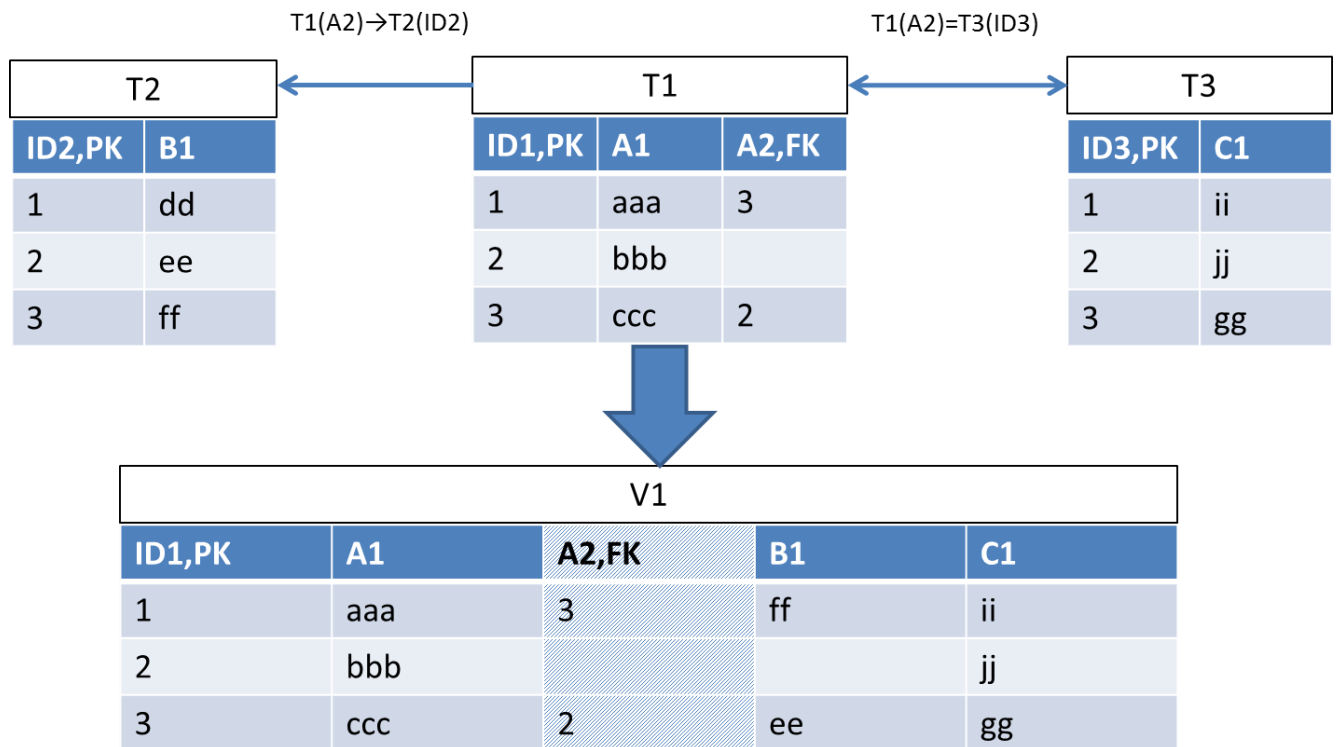 T1(A2)→T2(ID2) T1(A2)=T3(ID3)
T2
ID2,PK B1
1 dd
2 ee
3 ff
T1
ID1,PK A1 A2,FK
1 aaa 3
2 bbb
3 ccc 2
T3
ID3,PK C1
1 ii
2 jj
3 gg
V1
ID1,PK A1 A2,FK B1 C1
1 aaa 3 ff ii
2 bbb jj
3 ccc 2 ee gg